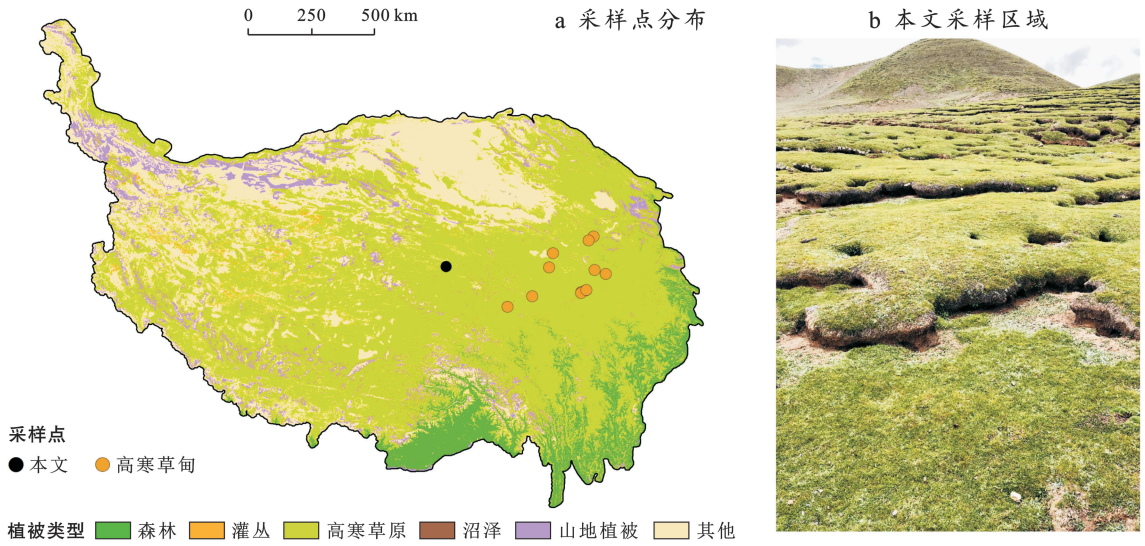 0 250 500 km
a 采样点分布
b 本文采样区域
采样点
本文 高寒草甸
植被类型 森林 灌丛 高寒草原 沼泽 山地植被 其他